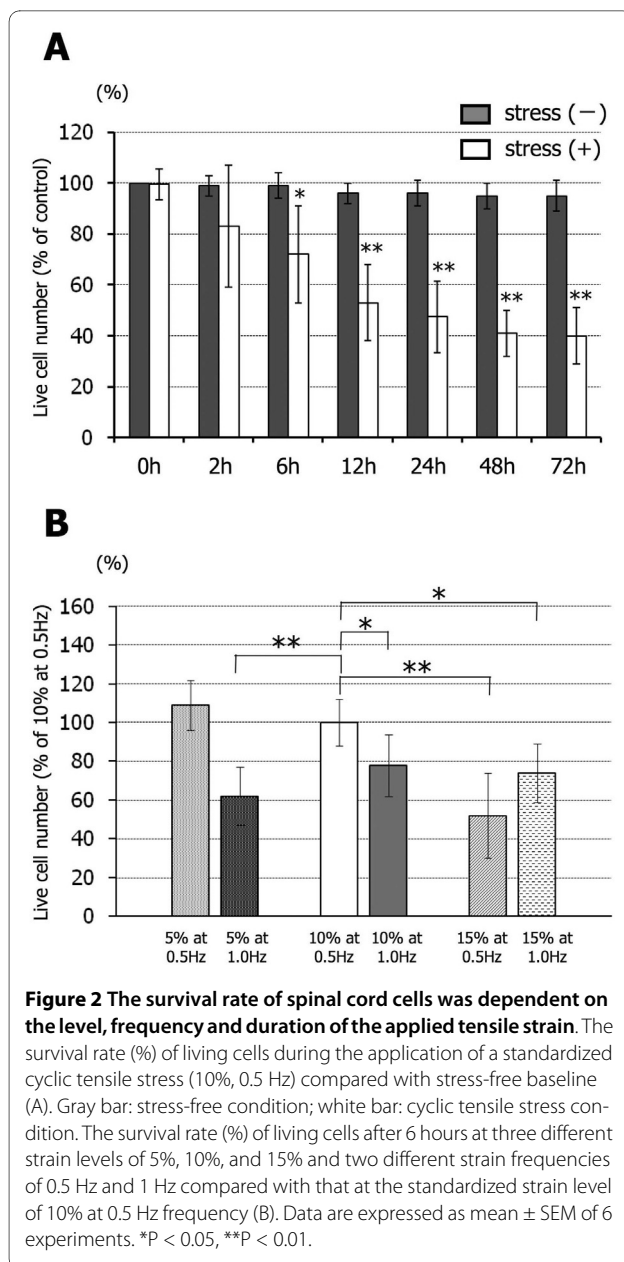 A
(%)
stress (−)
stress (+)
Live cell number (% of control)
120
100
80
60
40
20
0
*
**
**
**
**
0h 2h 6h 12h 24h 48h 72h
B
(%)
Live cell number (% of 10% at 0.5Hz)
160
140
120
100
80
60
40
20
0
*
**
*
**
5% at 5% at 10% at 10% at 15% at 15% at
0.5Hz 1.0Hz 0.5Hz 1.0Hz 0.5Hz 1.0Hz
Figure 2 The survival rate of spinal cord cells was dependent on
the level, frequency and duration of the applied tensile strain. The
survival rate (%) of living cells during the application of a standardized
cyclic tensile stress (10%, 0.5 Hz) compared with stress-free baseline
(A). Gray bar: stress-free condition; white bar: cyclic tensile stress con-
dition. The survival rate (%) of living cells after 6 hours at three different
strain levels of 5%, 10%, and 15% and two different strain frequencies
of 0.5 Hz and 1 Hz compared with that at the standardized strain level
of 10% at 0.5 Hz frequency (B). Data are expressed as mean ± SEM of 6
experiments. *P < 0.05, **P < 0.01.